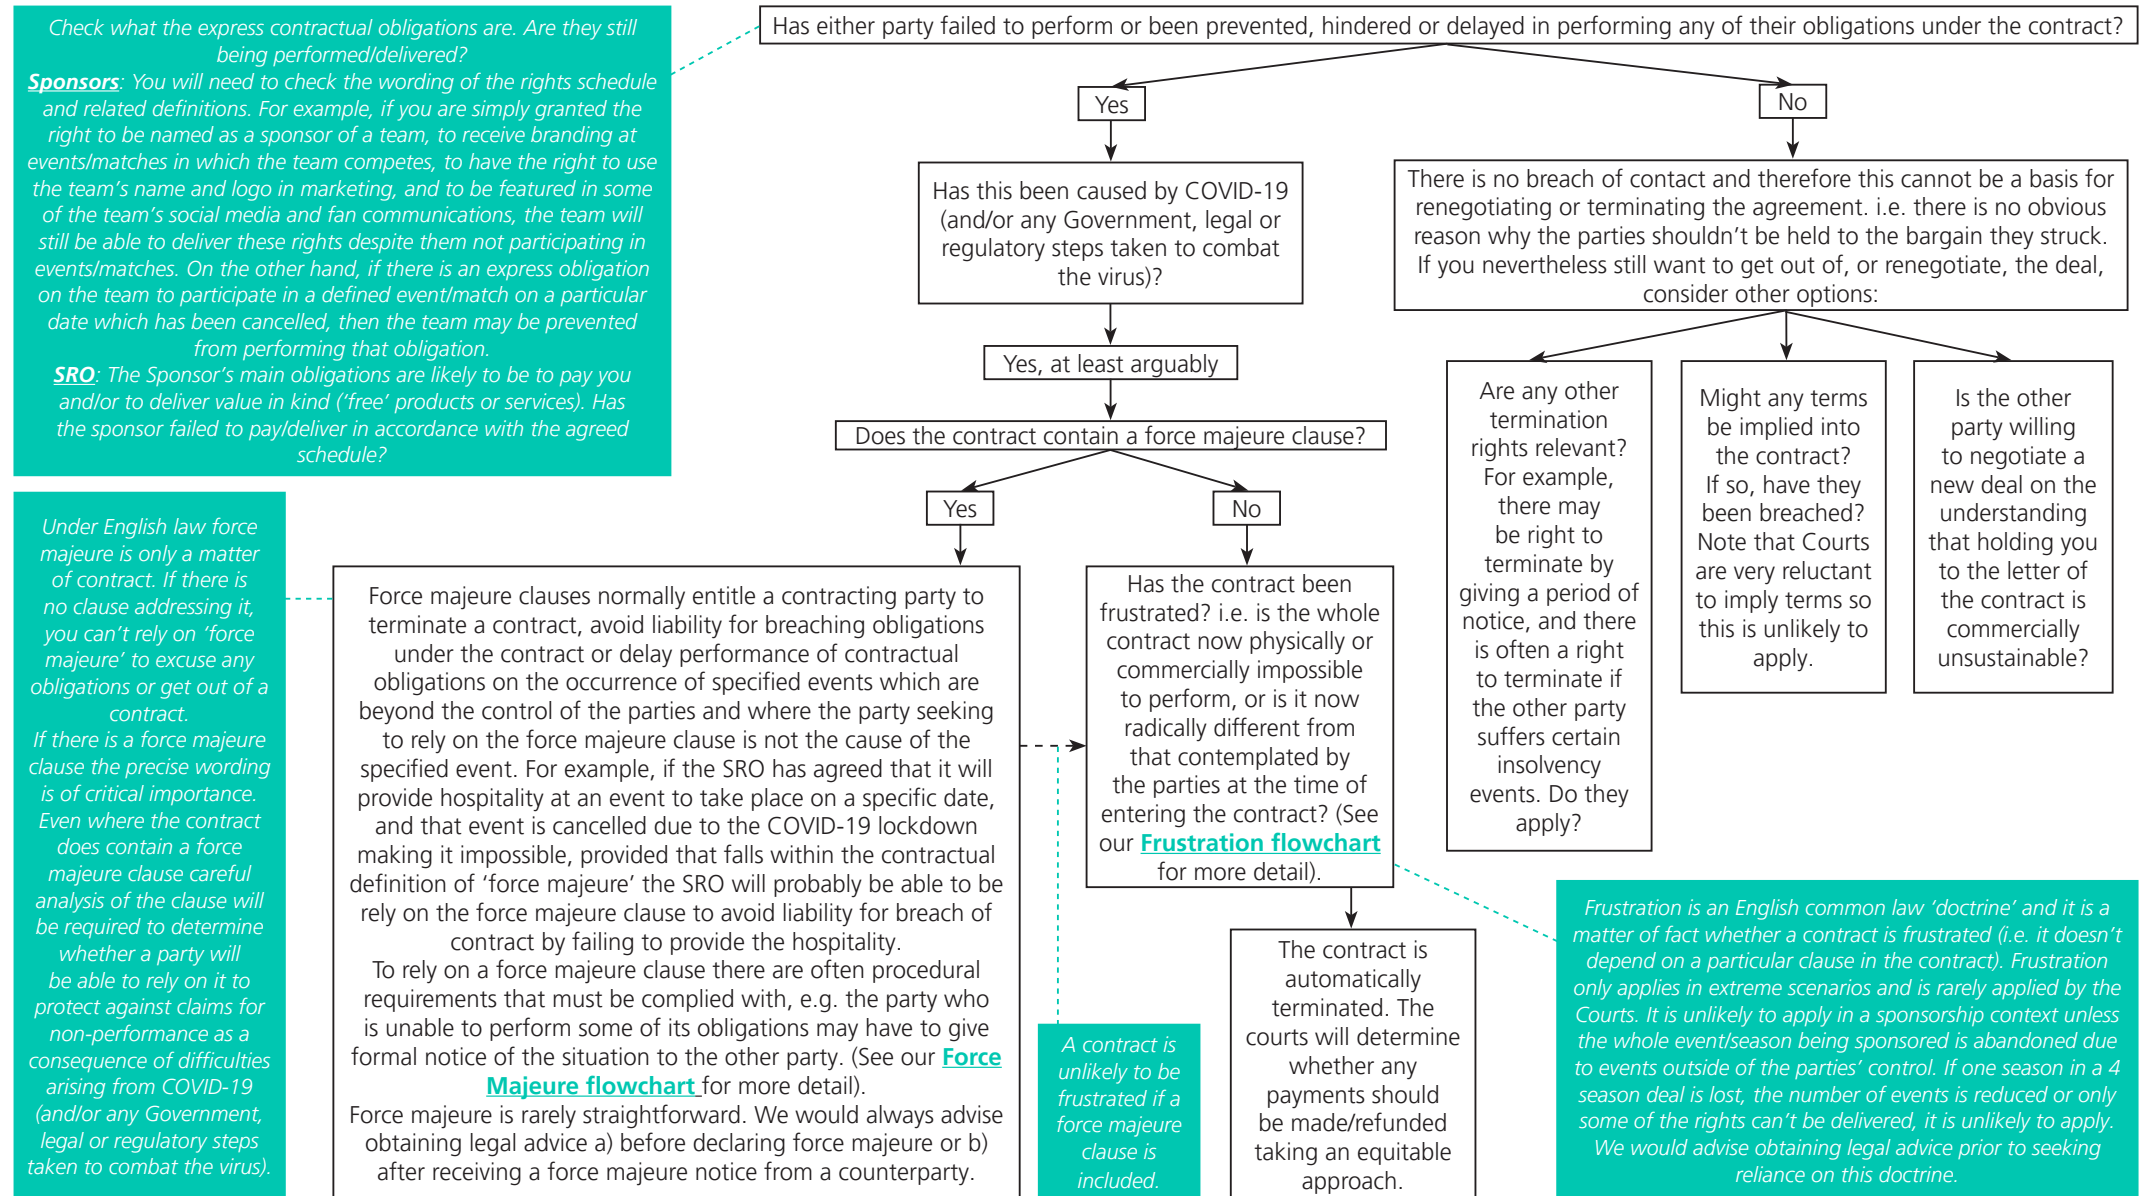 Check what the express contractual obligations are. Are they still
being performed/delivered?
Sponsors: You will need to check the wording of the rights schedule
and related definitions. For example, if you are simply granted the
right to be named as a sponsor of a team, to receive branding at
events/matches in which the team competes, to have the right to use
the team's name and logo in marketing, and to be featured in some
of the team's social media and fan communications, the team will
still be able to deliver these rights despite them not participating in
events/matches. On the other hand, if there is an express obligation
on the team to participate in a defined event/match on a particular
date which has been cancelled, then the team may be prevented
from performing that obligation.
SRO: The Sponsor's main obligations are likely to be to pay you
and/or to deliver value in kind ('free' products or services). Has
the sponsor failed to pay/deliver in accordance with the agreed
schedule?
Has either party failed to perform or been prevented, hindered or delayed in performing any of their obligations under the contract?
Yes
No
Has this been caused by COVID-19
(and/or any Government, legal or
regulatory steps taken to combat
the virus)?
There is no breach of contact and therefore this cannot be a basis for
renegotiating or terminating the agreement. i.e. there is no obvious
reason why the parties shouldn't be held to the bargain they struck.
If you nevertheless still want to get out of, or renegotiate, the deal,
consider other options:
Yes, at least arguably
Does the contract contain a force majeure clause?
Yes
No
Are any other
termination
rights relevant?
For example,
there may
be right to
terminate by
giving a period of
notice, and there
is often a right
to terminate if
the other party
suffers certain
insolvency
events. Do they
apply?
Might any terms
be implied into
the contract?
If so, have they
been breached?
Note that Courts
are very reluctant
to imply terms so
this is unlikely to
apply.
Is the other
party willing
to negotiate a
new deal on the
understanding
that holding you
to the letter of
the contract is
commercially
unsustainable?
Under English law force
majeure is only a matter
of contract. If there is
no clause addressing it,
you can't rely on 'force
majeure' to excuse any
obligations or get out of a
contract.
If there is a force majeure
clause the precise wording
is of critical importance.
Even where the contract
does contain a force
majeure clause careful
analysis of the clause will
be required to determine
whether a party will
be able to rely on it to
protect against claims for
non-performance as a
consequence of difficulties
arising from COVID-19
(and/or any Government,
legal or regulatory steps
taken to combat the virus).
Force majeure clauses normally entitle a contracting party to
terminate a contract, avoid liability for breaching obligations
under the contract or delay performance of contractual
obligations on the occurrence of specified events which are
beyond the control of the parties and where the party seeking
to rely on the force majeure clause is not the cause of the
specified event. For example, if the SRO has agreed that it will
provide hospitality at an event to take place on a specific date,
and that event is cancelled due to the COVID-19 lockdown
making it impossible, provided that falls within the contractual
definition of 'force majeure' the SRO will probably be able to be
rely on the force majeure clause to avoid liability for breach of
contract by failing to provide the hospitality.
To rely on a force majeure clause there are often procedural
requirements that must be complied with, e.g. the party who
is unable to perform some of its obligations may have to give
formal notice of the situation to the other party. (See our Force
Majeure flowchart for more detail).
Force majeure is rarely straightforward. We would always advise
obtaining legal advice a) before declaring force majeure or b)
after receiving a force majeure notice from a counterparty.
Has the contract been
frustrated? i.e. is the whole
contract now physically or
commercially impossible
to perform, or is it now
radically different from
that contemplated by
the parties at the time of
entering the contract? (See
our Frustration flowchart
for more detail).
A contract is
unlikely to be
frustrated if a
force majeure
clause is
included.
The contract is
automatically
terminated. The
courts will determine
whether any
payments should
be made/refunded
taking an equitable
approach.
Frustration is an English common law 'doctrine' and it is a
matter of fact whether a contract is frustrated (i.e. it doesn't
depend on a particular clause in the contract). Frustration
only applies in extreme scenarios and is rarely applied by the
Courts. It is unlikely to apply in a sponsorship context unless
the whole event/season being sponsored is abandoned due
to events outside of the parties' control. If one season in a 4
season deal is lost, the number of events is reduced or only
some of the rights can't be delivered, it is unlikely to apply.
We would advise obtaining legal advice prior to seeking
reliance on this doctrine.